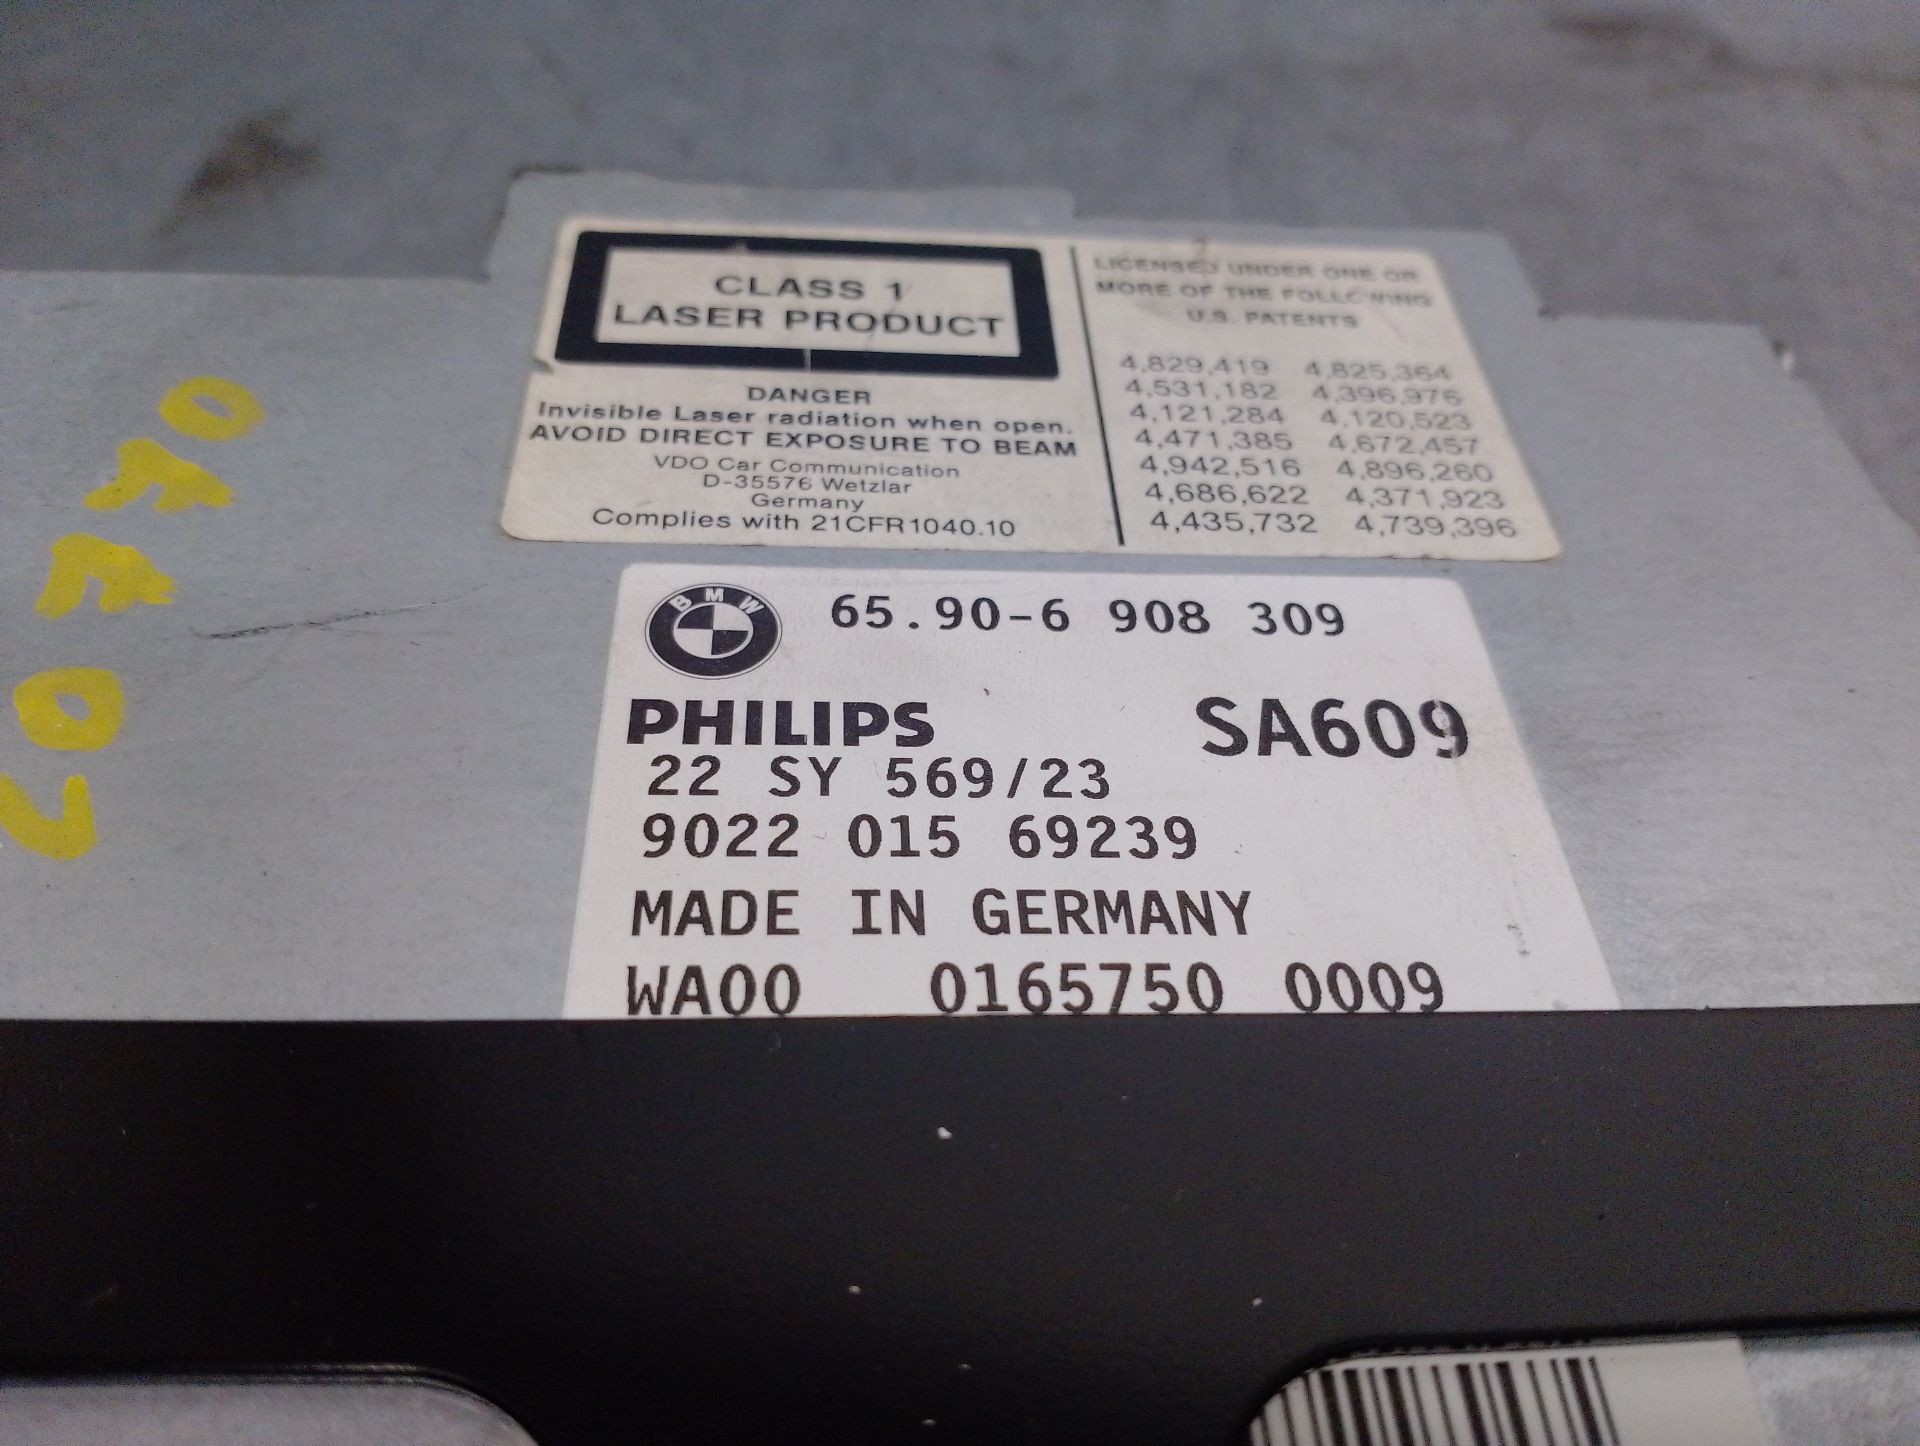 CLASS 1
LASER PRODUCT
DANGER
Invisible Laser radiation when open.
AVOID DIRECT EXPOSURE TO BEAM
VDO Car Communication
D-35576 Wetzlar
Germany
Complies with 21CFR1040.10
LICENSED UNDER ONE OR
MORE OF THE FOLLOWING
U.S. PATENTS
4,829,419 4,825,364
4,531,182 4,396,976
4,121,284 4,120,523
4,471,385 4,672,457
4,942,516 4,896,260
4,686,622 4,371,923
4,435,732 4,739,396
BMW
65.90-6 908 309
PHILIPS SA609
22 SY 569/23
9022 015 69239
MADE IN GERMANY
WA00 0165750 0009